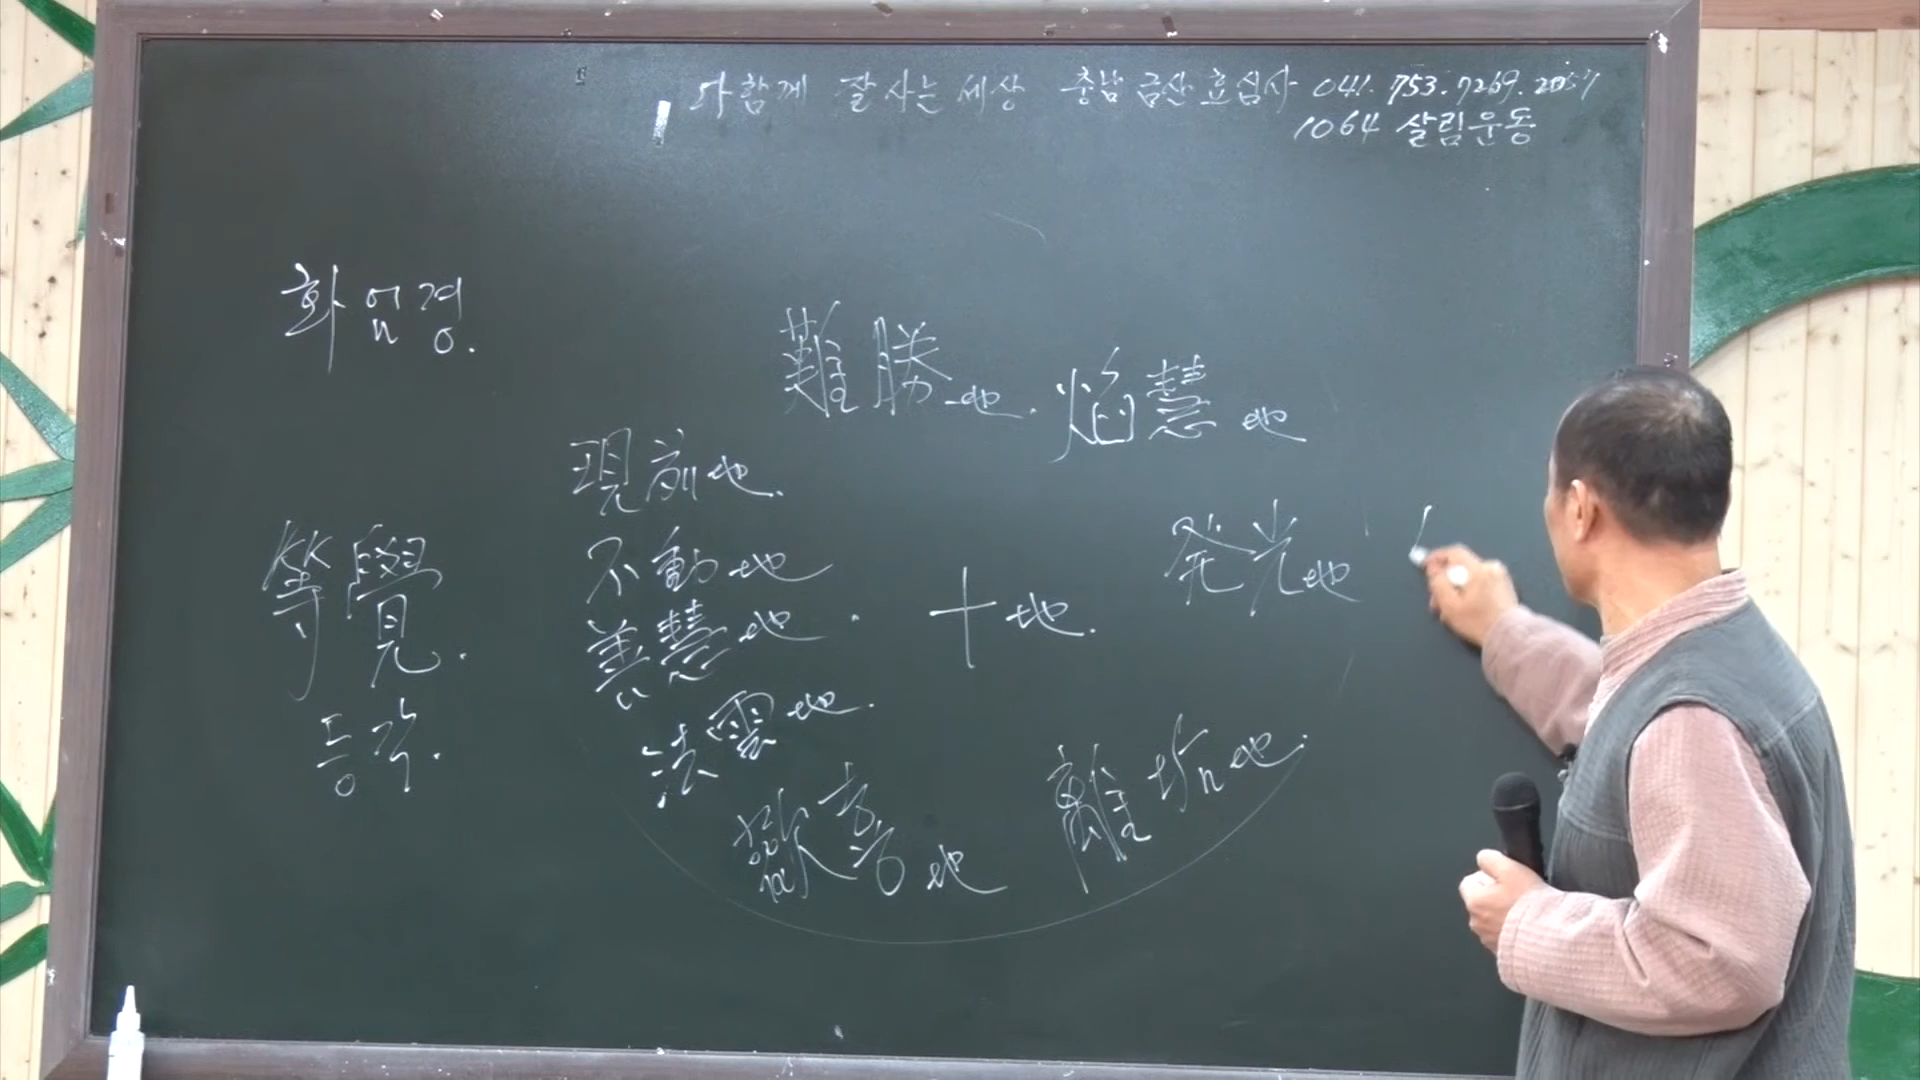 다함께 잘 사는 세상 충남 금산 효심사 041. 753. 7269. 2057
1064 살림운동
화엄경.
難勝地.
焰慧地
現前地.
發光地
不動地
善慧地.
十地.
等覺.
등각.
法雲地.
離垢地.
歡喜地